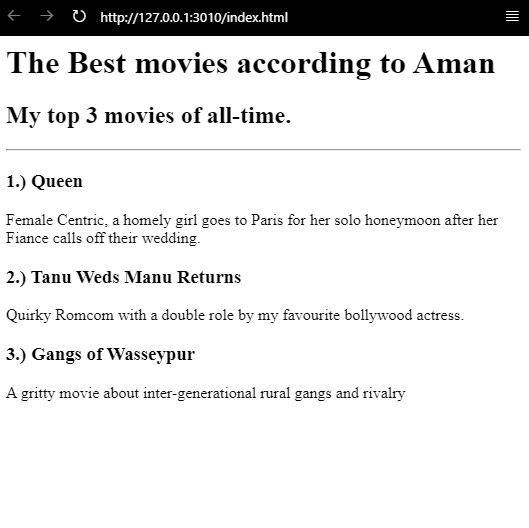 http://127.0.0.1:3010/index.html
The Best movies according to Aman
My top 3 movies of all-time.
1.) Queen
Female Centric, a homely girl goes to Paris for her solo honeymoon after her
Fiance calls off their wedding.
2.) Tanu Weds Manu Returns
Quirky Romcom with a double role by my favourite bollywood actress.
3.) Gangs of Wasseypur
A gritty movie about inter-generational rural gangs and rivalry